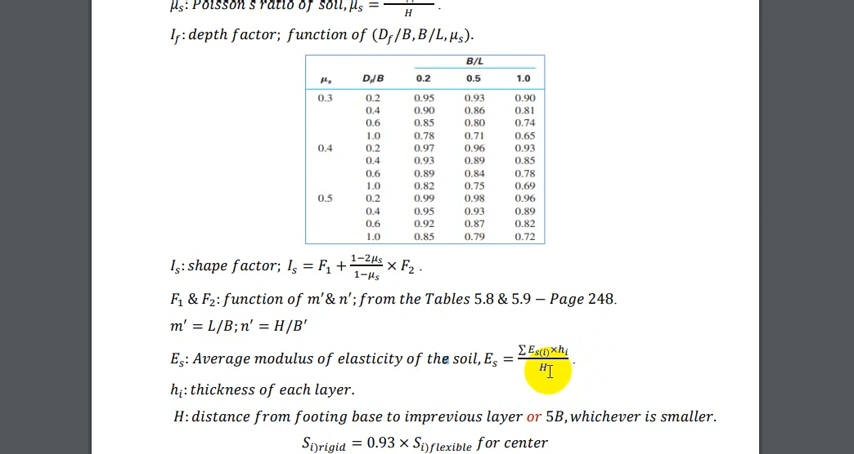 μs: Poisson's ratio of soil, μs = H .
If: depth factor; function of (Df/B, B/L, μs).
B/L
μs Df/B 0.2 0.5 1.0
0.3 0.2 0.95 0.93 0.90
0.4 0.90 0.86 0.81
0.6 0.85 0.80 0.74
1.0 0.78 0.71 0.65
0.4 0.2 0.97 0.96 0.93
0.4 0.93 0.89 0.85
0.6 0.89 0.84 0.78
1.0 0.82 0.75 0.69
0.5 0.2 0.99 0.98 0.96
0.4 0.95 0.93 0.89
0.6 0.92 0.87 0.82
1.0 0.85 0.79 0.72
Is: shape factor; Is = F1 + (1−2μs)/(1−μs) × F2 .
F1 & F2: function of m′& n′; from the Tables 5.8 & 5.9 − Page 248.
m′ = L/B; n′ = H/B′
Es: Average modulus of elasticity of the soil, Es = (∑ Es(i)×hi)/H .
hi: thickness of each layer.
H: distance from footing base to imprevious layer or 5B, whichever is smaller.
Si)rigid = 0.93 × Si)flexible for center